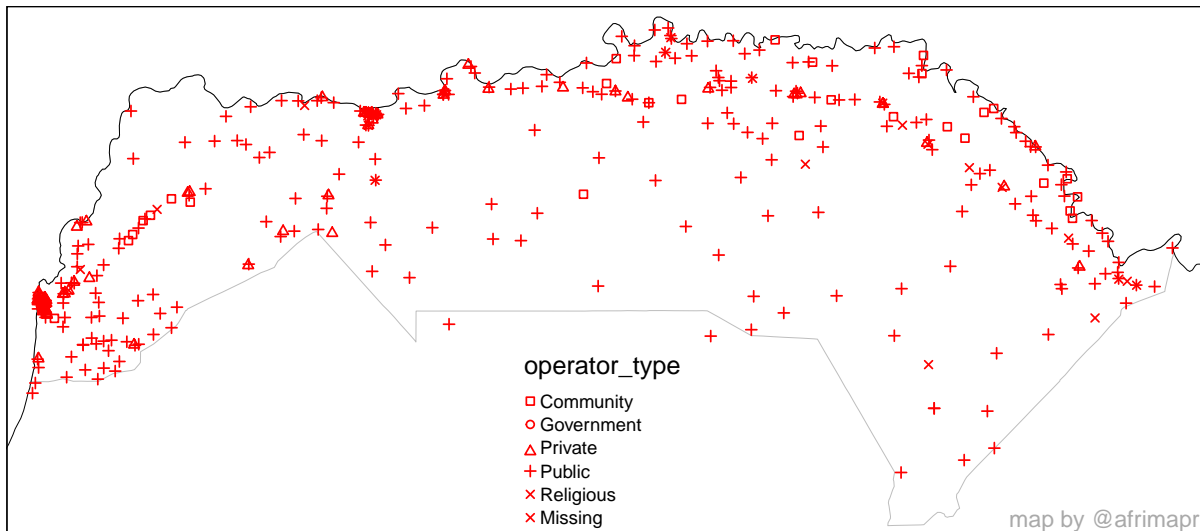 operator_type
Community
Government
Private
Public
Religious
Missing
map by @afrimapr